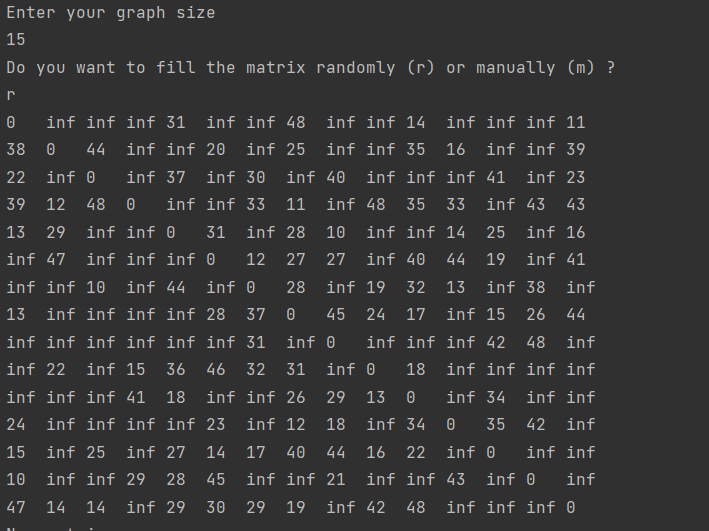 Enter your graph size
15
Do you want to fill the matrix randomly (r) or manually (m) ?
r
0 inf inf inf 31 inf inf 48 inf inf 14 inf inf inf 11
38 0 44 inf inf 20 inf 25 inf inf 35 16 inf inf 39
22 inf 0 inf 37 inf 30 inf 40 inf inf inf 41 inf 23
39 12 48 0 inf inf 33 11 inf 48 35 33 inf 43 43
13 29 inf inf 0 31 inf 28 10 inf inf 14 25 inf 16
inf 47 inf inf inf 0 12 27 27 inf 40 44 19 inf 41
inf inf 10 inf 44 inf 0 28 inf 19 32 13 inf 38 inf
13 inf inf inf inf 28 37 0 45 24 17 inf 15 26 44
inf inf inf inf inf inf 31 inf 0 inf inf inf 42 48 inf
inf 22 inf 15 36 46 32 31 inf 0 18 inf inf inf inf
inf inf inf 41 18 inf inf 26 29 13 0 inf 34 inf inf
24 inf inf inf inf 23 inf 12 18 inf 34 0 35 42 inf
15 inf 25 inf 27 14 17 40 44 16 22 inf 0 inf inf
10 inf inf 29 28 45 inf inf 21 inf inf 43 inf 0 inf
47 14 14 inf 29 30 29 19 inf 42 48 inf inf inf 0